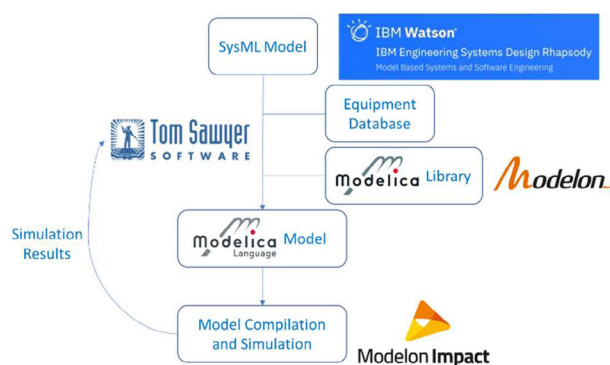 IBM Watson®
SysML Model
IBM Engineering Systems Design Rhapsody
Model Based Systems and Software Engineering
Equipment
Database
Tom Sawyer
SOFTWARE
Modelica Library
Modelon
Simulation
Results
Modelica Model
Language
Model Compilation
and Simulation
Modelon Impact